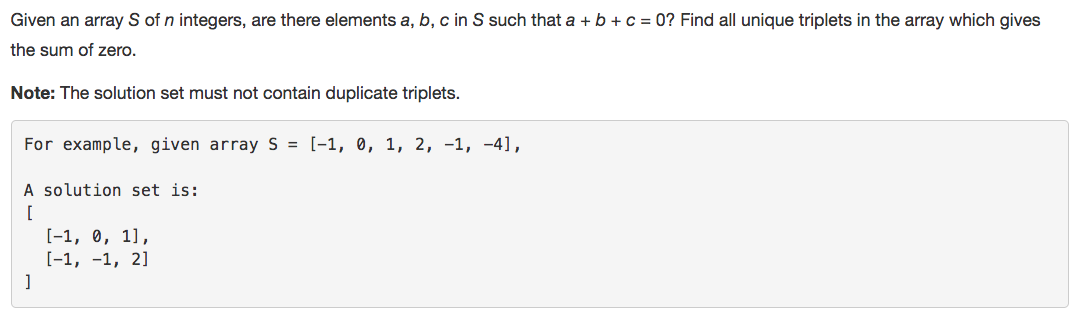 Given an array S of n integers, are there elements a, b, c in S such that a + b + c = 0? Find all unique triplets in the array which gives
the sum of zero.
Note: The solution set must not contain duplicate triplets.
For example, given array S = [-1, 0, 1, 2, -1, -4],
A solution set is:
[
  [-1, 0, 1],
  [-1, -1, 2]
]